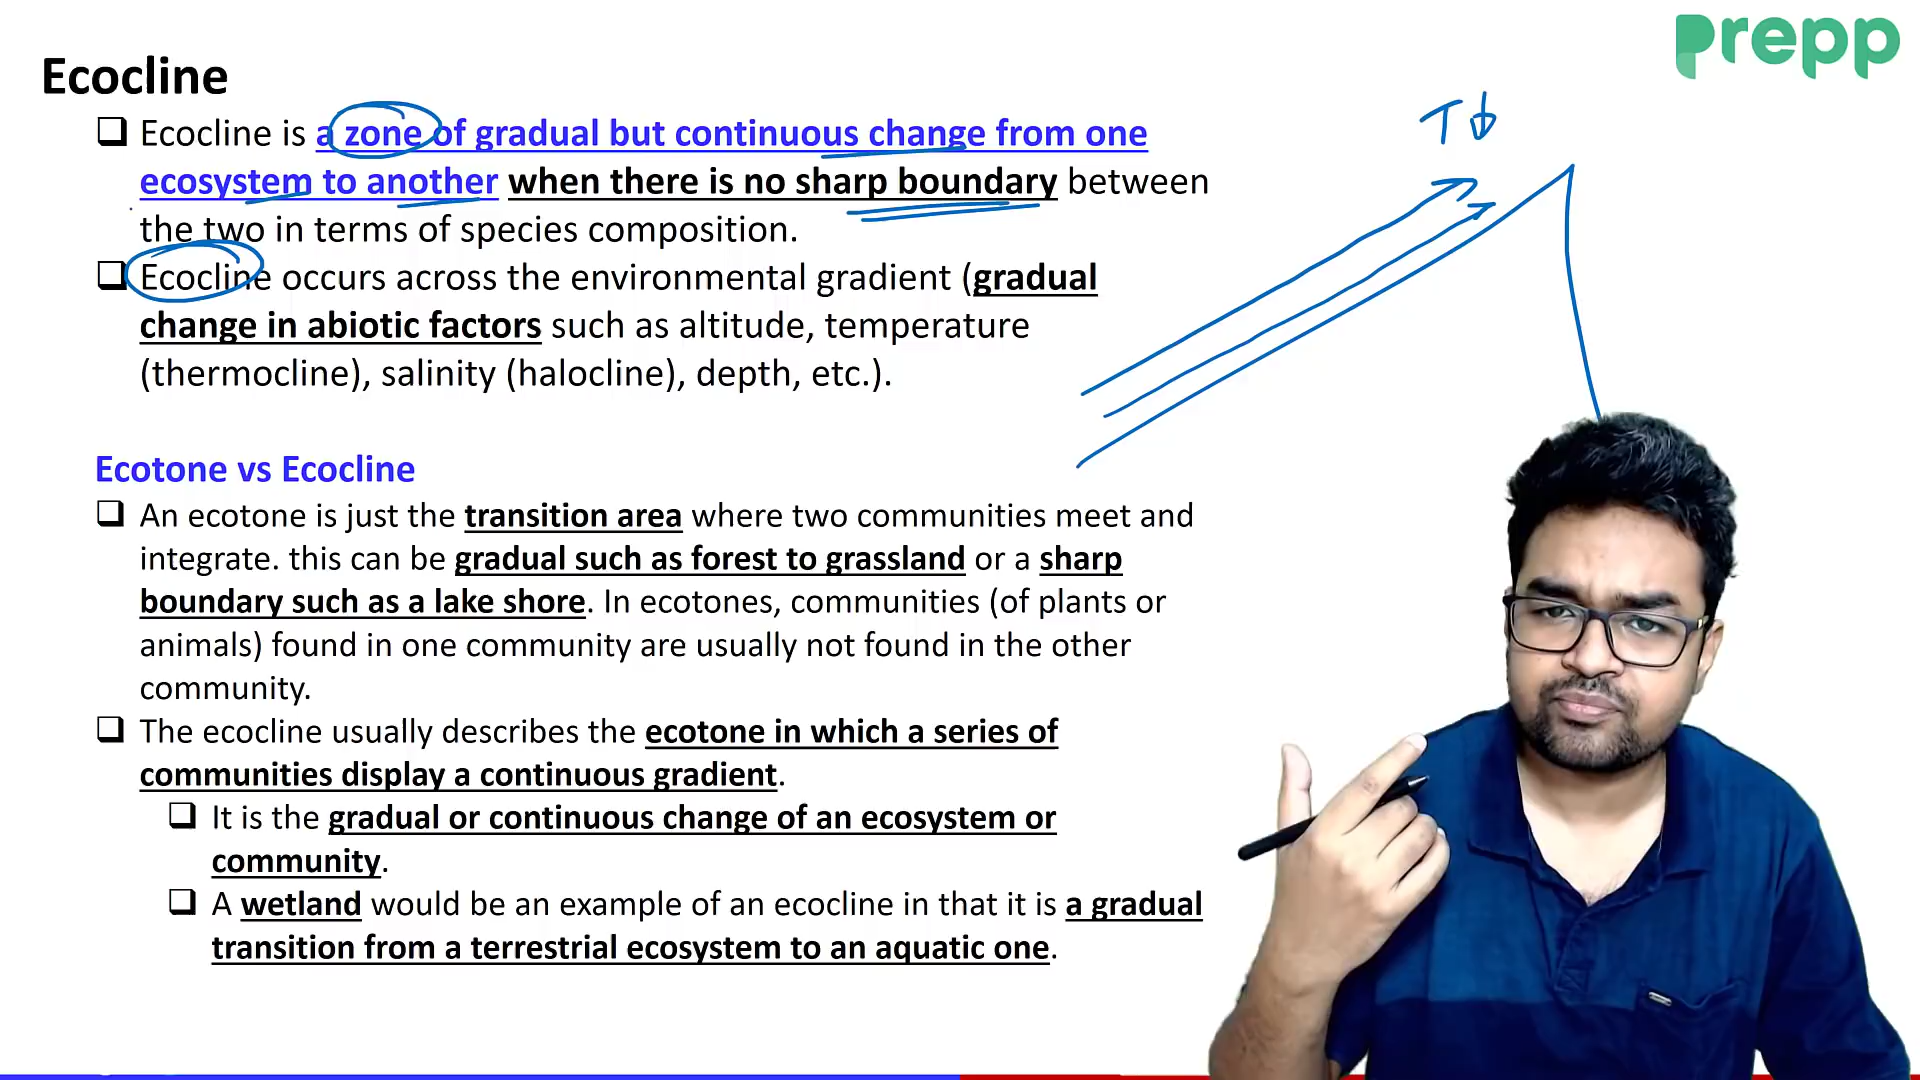 prepp
Ecocline
Ecocline is a zone of gradual but continuous change from one
ecosystem to another when there is no sharp boundary between
the two in terms of species composition.
Ecocline occurs across the environmental gradient (gradual
change in abiotic factors such as altitude, temperature
(thermocline), salinity (halocline), depth, etc.).
T↓
Ecotone vs Ecocline
An ecotone is just the transition area where two communities meet and
integrate. this can be gradual such as forest to grassland or a sharp
boundary such as a lake shore. In ecotones, communities (of plants or
animals) found in one community are usually not found in the other
community.
The ecocline usually describes the ecotone in which a series of
communities display a continuous gradient.
It is the gradual or continuous change of an ecosystem or
community.
A wetland would be an example of an ecocline in that it is a gradual
transition from a terrestrial ecosystem to an aquatic one.